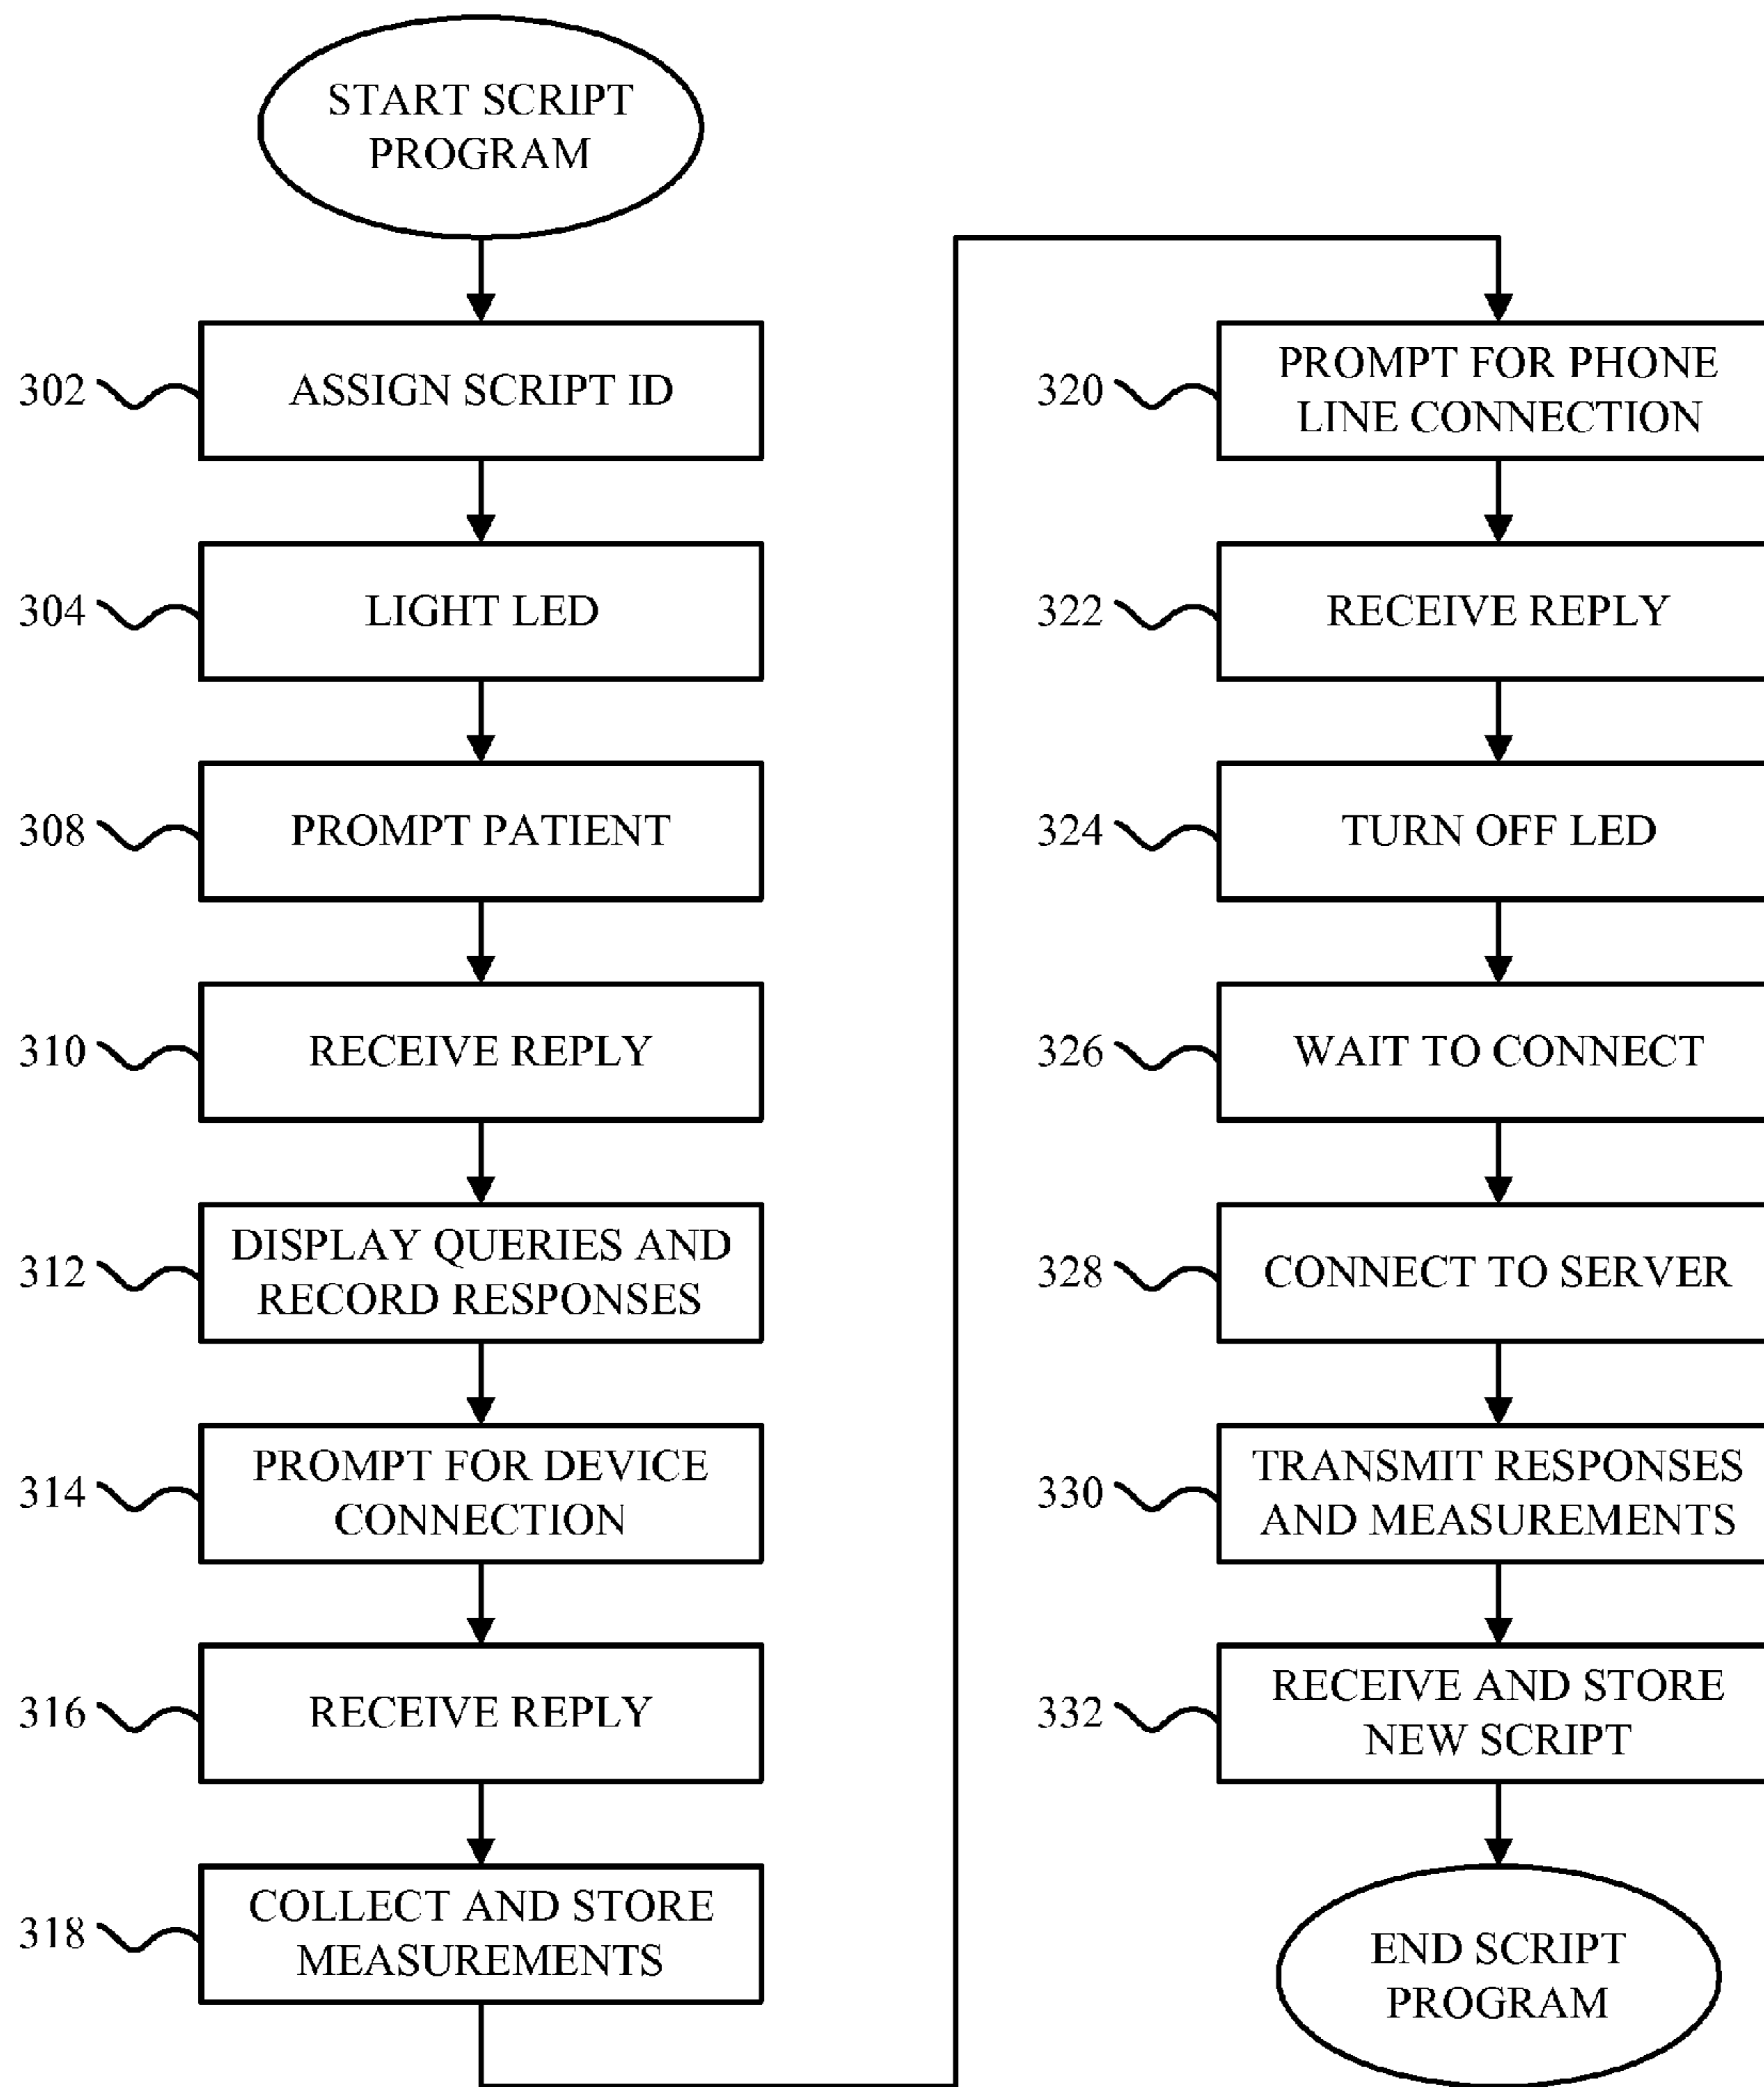 START SCRIPT
PROGRAM
302
ASSIGN SCRIPT ID
304
LIGHT LED
308
PROMPT PATIENT
310
RECEIVE REPLY
312
DISPLAY QUERIES AND
RECORD RESPONSES
314
PROMPT FOR DEVICE
CONNECTION
316
RECEIVE REPLY
318
COLLECT AND STORE
MEASUREMENTS
320
PROMPT FOR PHONE
LINE CONNECTION
322
RECEIVE REPLY
324
TURN OFF LED
326
WAIT TO CONNECT
328
CONNECT TO SERVER
330
TRANSMIT RESPONSES
AND MEASUREMENTS
332
RECEIVE AND STORE
NEW SCRIPT
END SCRIPT
PROGRAM